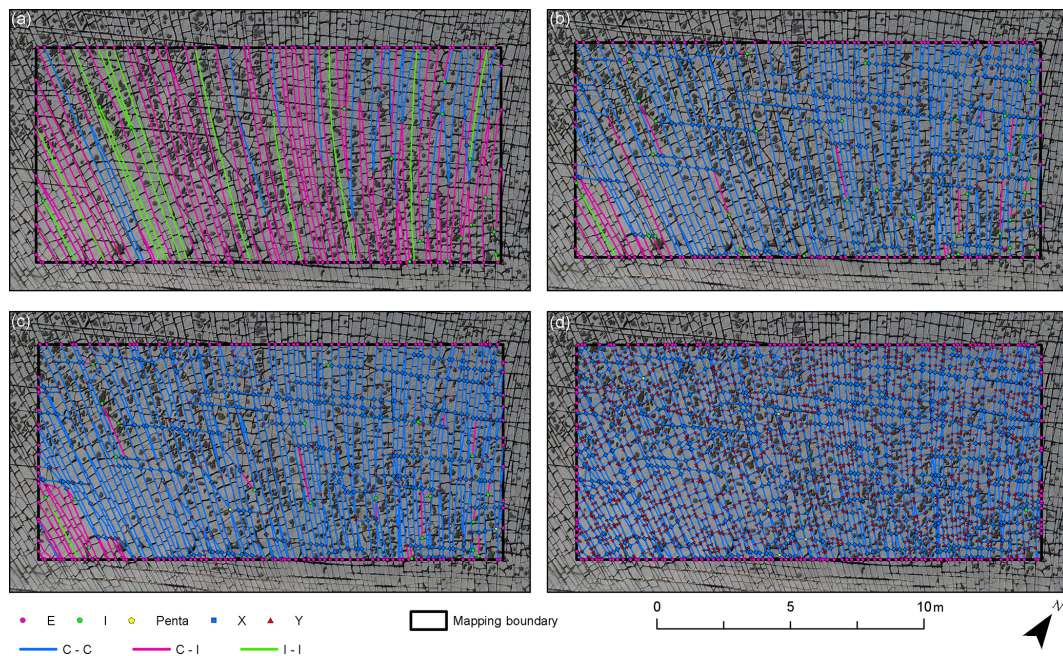 (a)
(b)
(c)
(d)
E I Penta X Y
Mapping boundary
C - C C - I I - I
0 5 10 m
N